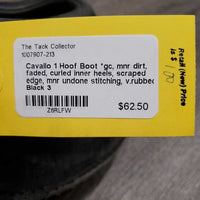 The Tack Collector
1007907-213
Cavallo 1 Hoof Boot *gc, mnr dirt,
faded, curled inner heels, scraped
edge, mnr undone stitching, v.rubbed
Black 3
Z6RLFW
$62.50
Retail (New) Price
is $